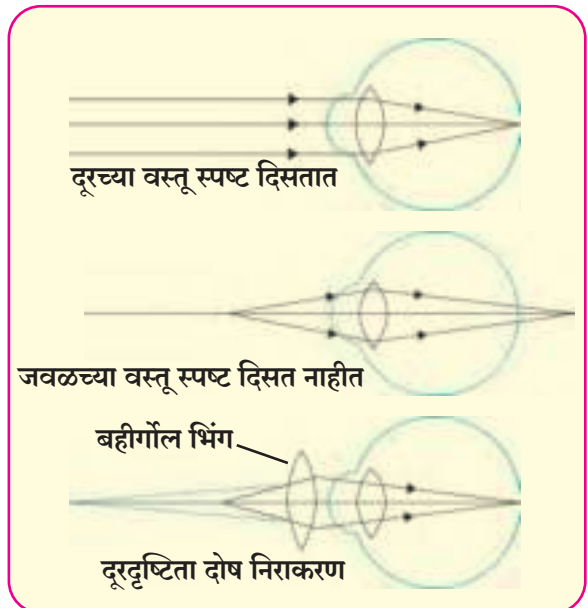 दूरच्या वस्तू स्पष्ट दिसतात
जवळच्या वस्तू स्पष्ट दिसत नाहीत
बहीर्गोल भिंग
दूरदृष्टिता दोष निराकरण